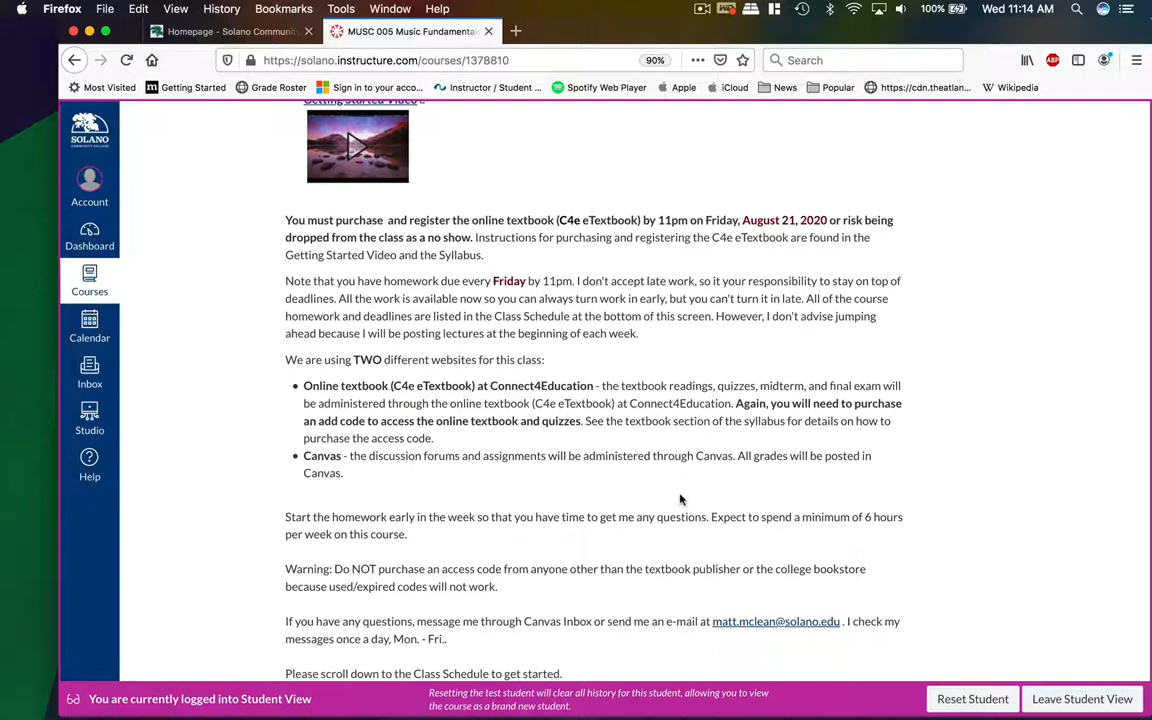 Firefox File Edit View History Bookmarks Tools Window Help 100% Wed 11:14 AM
Homepage - Solano Communit MUSC 005 Music Fundamental
https://solano.instructure.com/courses/1378810 90% Search
Most Visited Getting Started Grade Roster Sign in to your acco... Instructor / Student ... Spotify Web Player Apple iCloud News Popular https://cdn.theatlan... Wikipedia
SOLANO
COMMUNITY COLLEGE
Account
Dashboard
Courses
Calendar
Inbox
Studio
Help
Getting Started Video
You must purchase and register the online textbook (C4e eTextbook) by 11pm on Friday, August 21, 2020 or risk being
dropped from the class as a no show. Instructions for purchasing and registering the C4e eTextbook are found in the
Getting Started Video and the Syllabus.
Note that you have homework due every Friday by 11pm. I don't accept late work, so it your responsibility to stay on top of
deadlines. All the work is available now so you can always turn work in early, but you can't turn it in late. All of the course
homework and deadlines are listed in the Class Schedule at the bottom of this screen. However, I don't advise jumping
ahead because I will be posting lectures at the beginning of each week.
We are using TWO different websites for this class:
• Online textbook (C4e eTextbook) at Connect4Education - the textbook readings, quizzes, midterm, and final exam will
be administered through the online textbook (C4e eTextbook) at Connect4Education. Again, you will need to purchase
an add code to access the online textbook and quizzes. See the textbook section of the syllabus for details on how to
purchase the access code.
• Canvas - the discussion forums and assignments will be administered through Canvas. All grades will be posted in
Canvas.
Start the homework early in the week so that you have time to get me any questions. Expect to spend a minimum of 6 hours
per week on this course.
Warning: Do NOT purchase an access code from anyone other than the textbook publisher or the college bookstore
because used/expired codes will not work.
If you have any questions, message me through Canvas Inbox or send me an e-mail at matt.mclean@solano.edu . I check my
messages once a day, Mon. - Fri..
Please scroll down to the Class Schedule to get started.
You are currently logged into Student View
Resetting the test student will clear all history for this student, allowing you to view
the course as a brand new student.
Reset Student Leave Student View